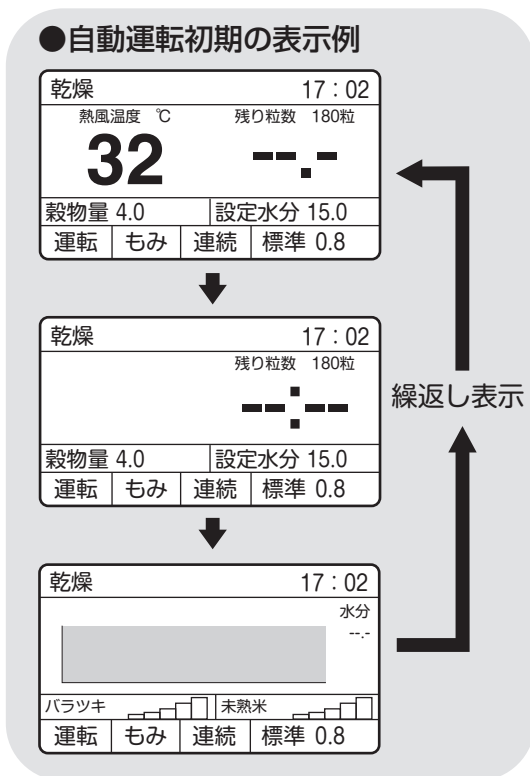 ●自動運転初期の表示例
乾燥 17：02
熱風温度 ℃ 残り粒数 180粒
32 --.-
穀物量 4.0 設定水分 15.0
運転 もみ 連続 標準 0.8
乾燥 17：02
残り粒数 180粒
--:--
繰返し表示
穀物量 4.0 設定水分 15.0
運転 もみ 連続 標準 0.8
乾燥 17：02
水分
--.-
バラツキ 未熟米
運転 もみ 連続 標準 0.8